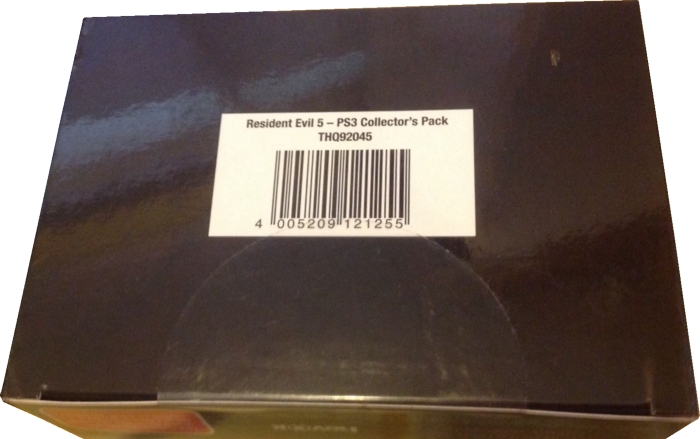 Resident Evil 5 – PS3 Collector's Pack
THQ92045
4 005209 121255